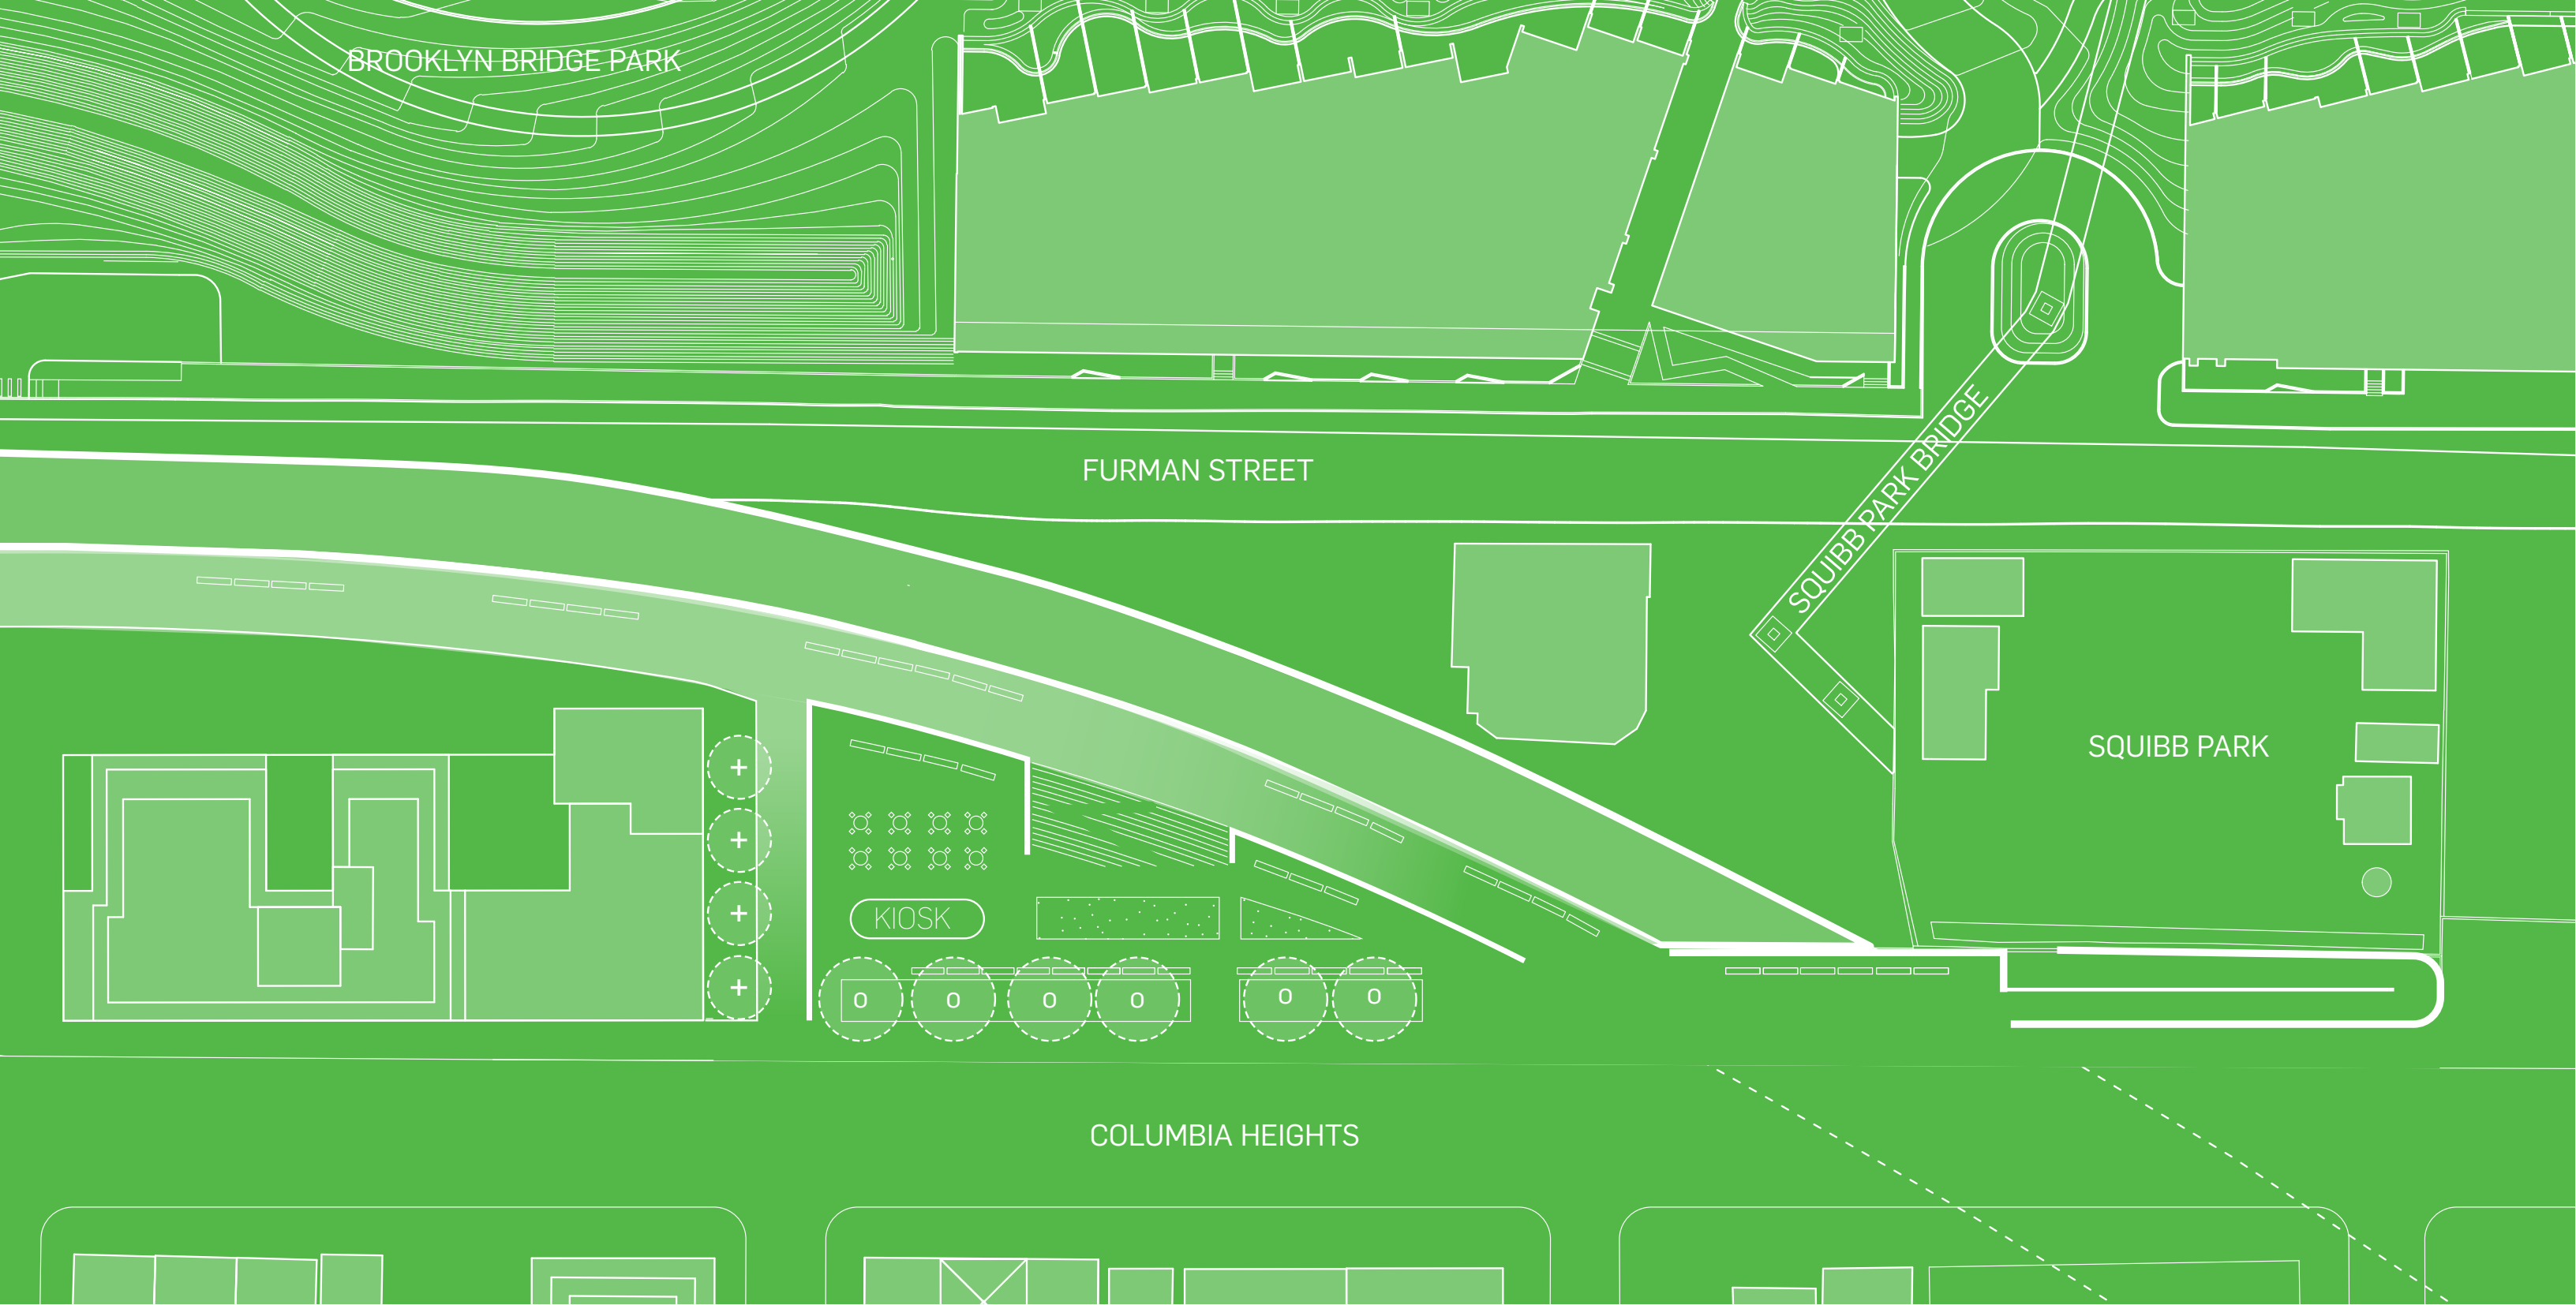 BROOKLYN BRIDGE PARK
FURMAN STREET
SQUIBB PARK BRIDGE
SQUIBB PARK
KIOSK
COLUMBIA HEIGHTS